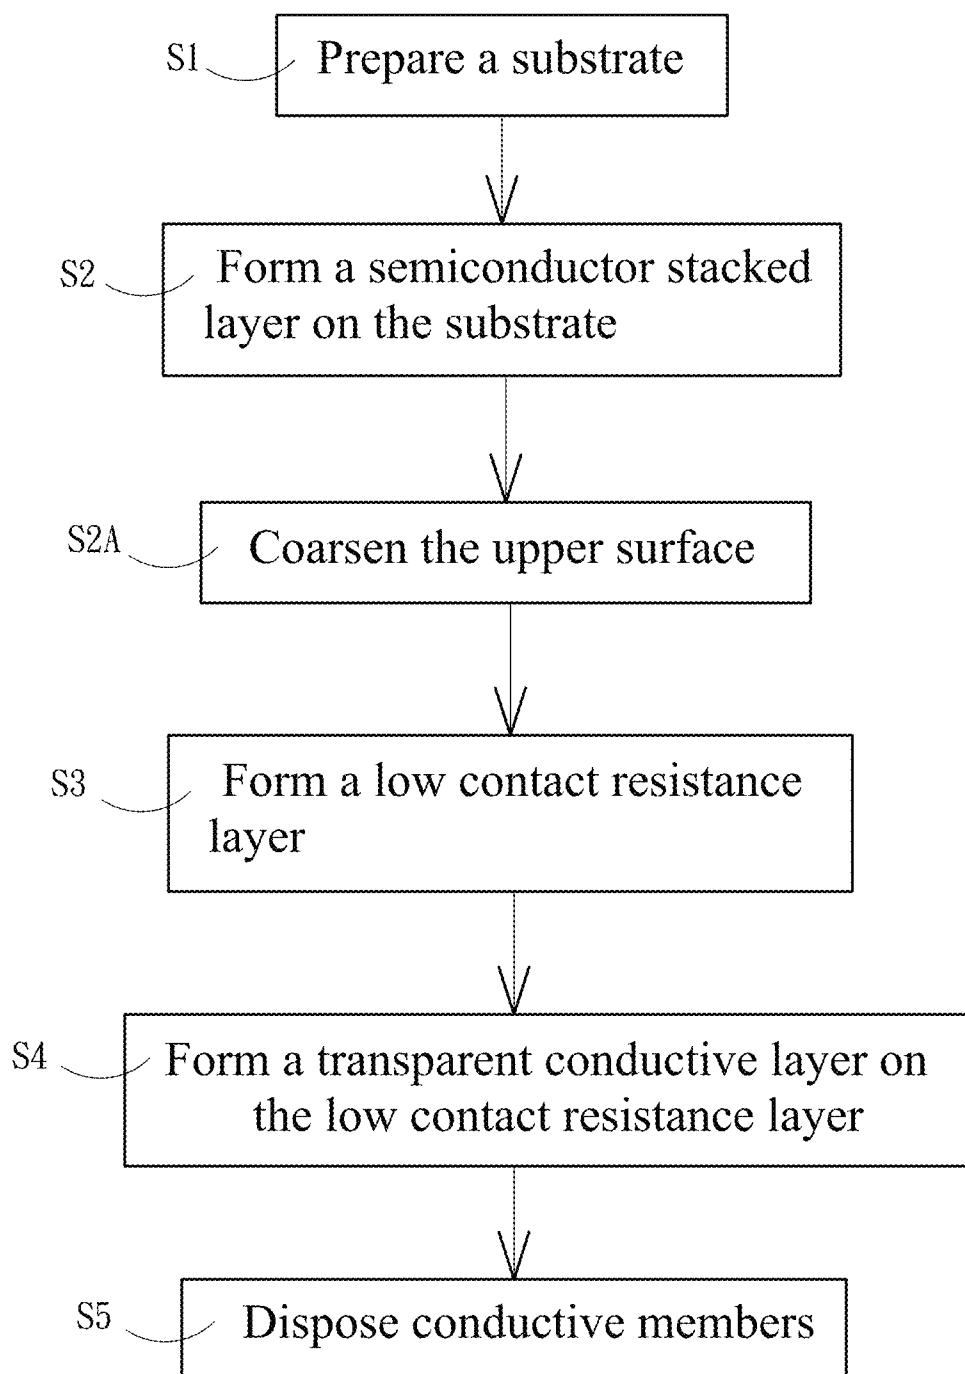 S1
Prepare a substrate
S2
Form a semiconductor stacked
layer on the substrate
S2A
Coarsen the upper surface
S3
Form a low contact resistance
layer
S4
Form a transparent conductive layer on
the low contact resistance layer
S5
Dispose conductive members